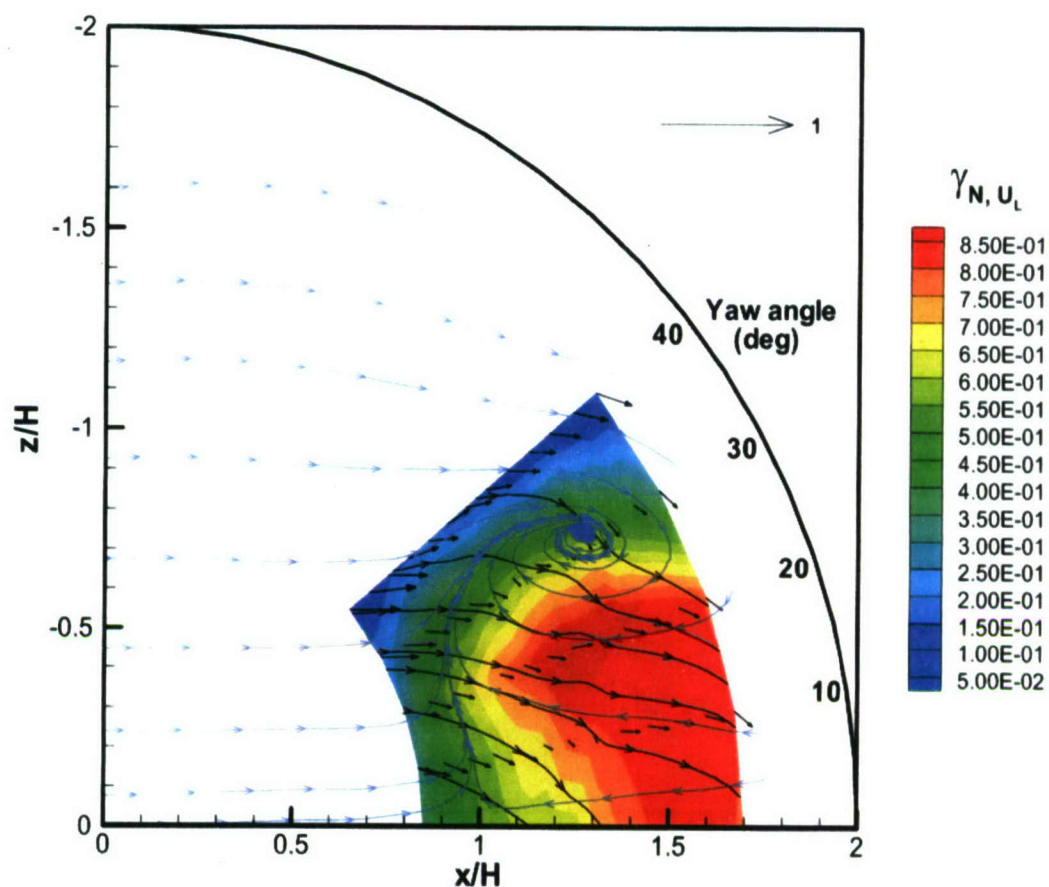 -2
-1.5
-1
-0.5
0
z/H
0
0.5
1
1.5
2
x/H
1
Yaw angle
(deg)
40
30
20
10
γN, UL
8.50E-01
8.00E-01
7.50E-01
7.00E-01
6.50E-01
6.00E-01
5.50E-01
5.00E-01
4.50E-01
4.00E-01
3.50E-01
3.00E-01
2.50E-01
2.00E-01
1.50E-01
1.00E-01
5.00E-02